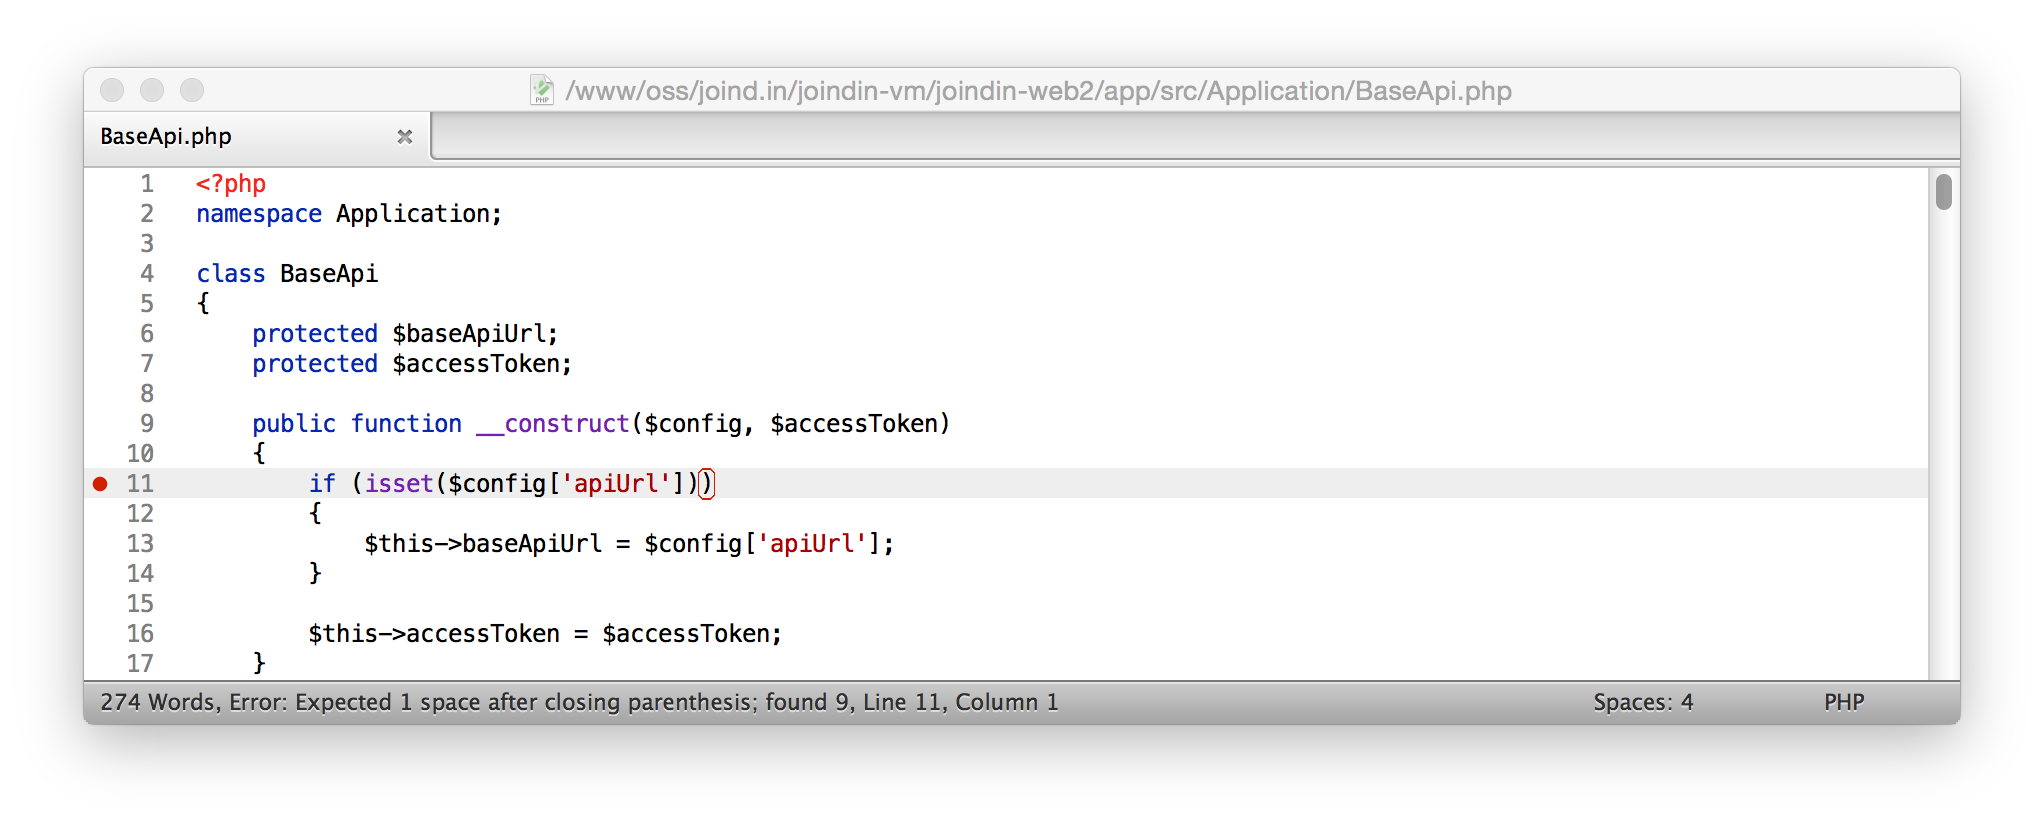 PHP /www/oss/joind.in/joindin-vm/joindin-web2/app/src/Application/BaseApi.php
BaseApi.php
1 <?php
2 namespace Application;
3
4 class BaseApi
5 {
6     protected $baseApiUrl;
7     protected $accessToken;
8
9     public function __construct($config, $accessToken)
10     {
11         if (isset($config['apiUrl']))
12         {
13             $this->baseApiUrl = $config['apiUrl'];
14         }
15
16         $this->accessToken = $accessToken;
17     }
274 Words, Error: Expected 1 space after closing parenthesis; found 9, Line 11, Column 1 Spaces: 4 PHP